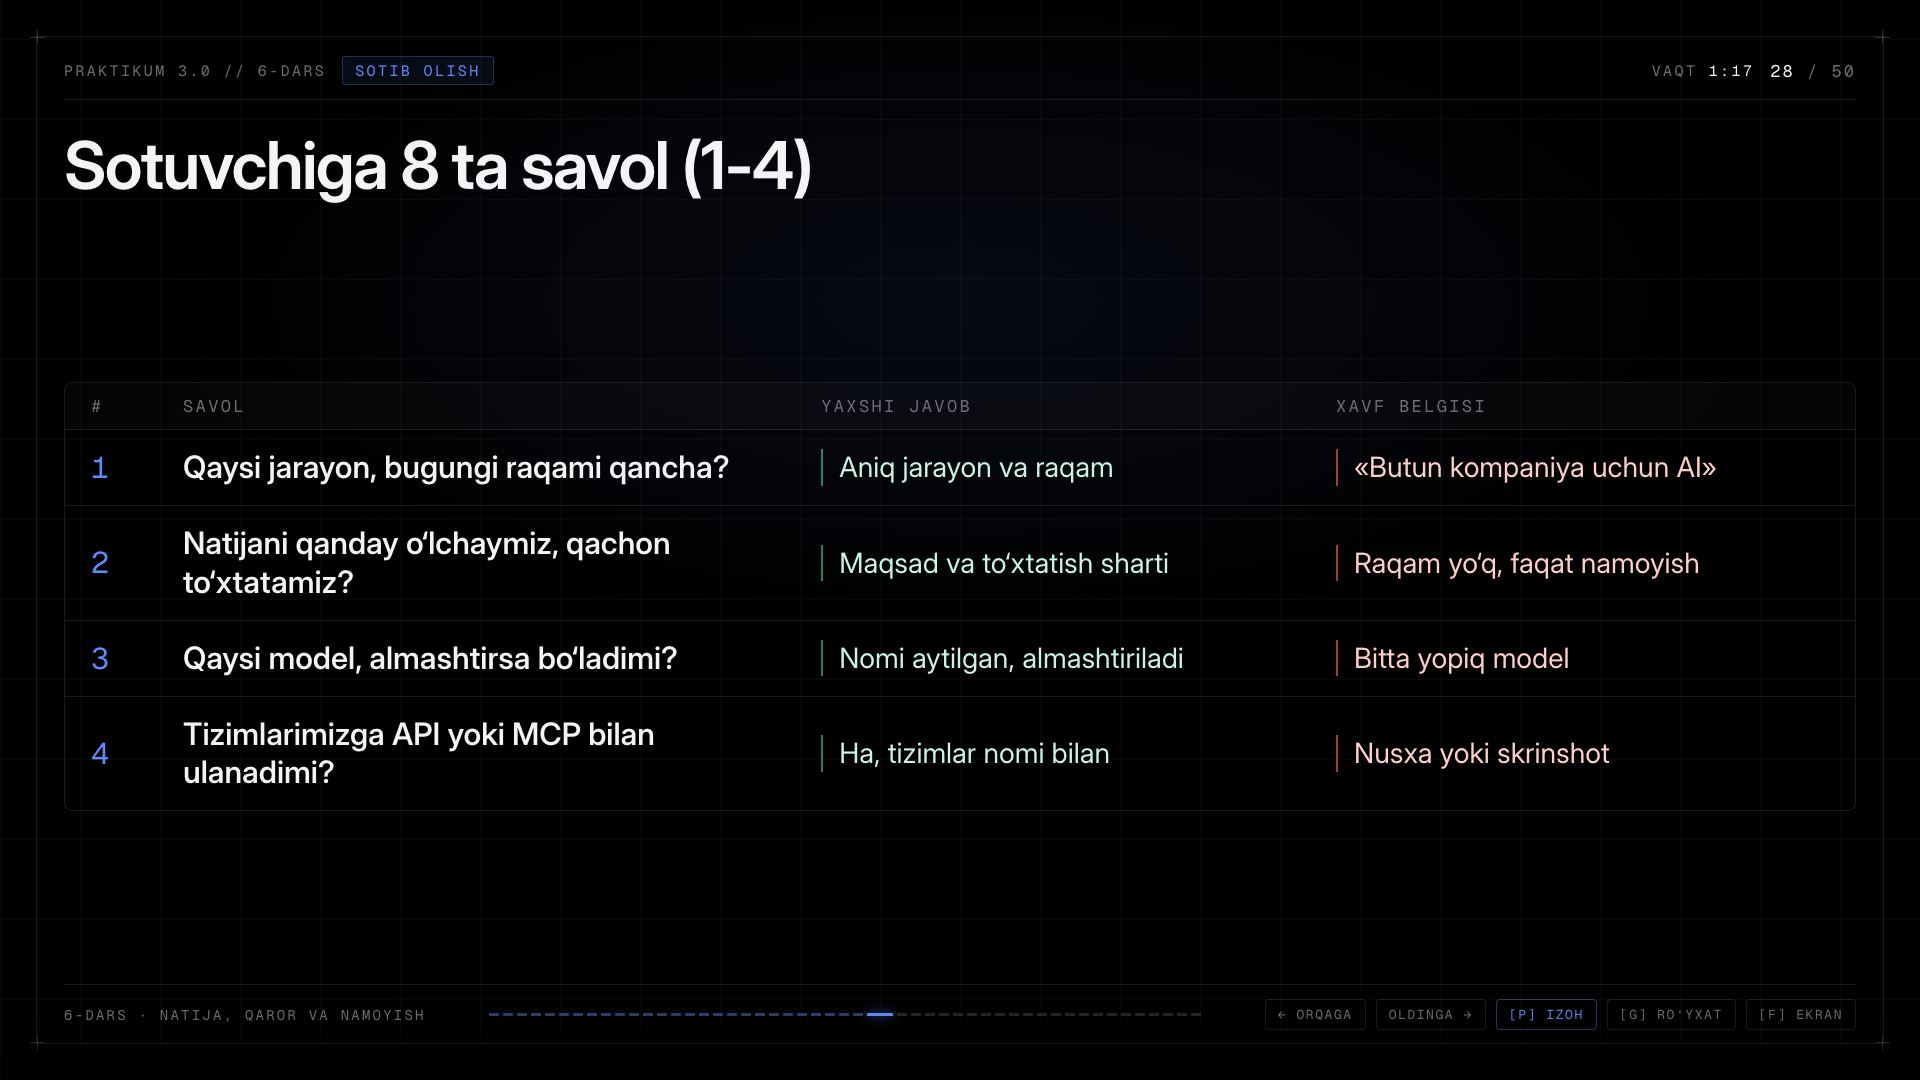 PRAKTIKUM 3.0 // 6-DARS SOTIB OLISH VAQT 1:17 28 / 50
Sotuvchiga 8 ta savol (1-4)
# SAVOL YAXSHI JAVOB XAVF BELGISI
1 Qaysi jarayon, bugungi raqami qancha? Aniq jarayon va raqam «Butun kompaniya uchun AI»
2 Natijani qanday oʻlchaymiz, qachon
toʻxtatamiz? Maqsad va toʻxtatish sharti Raqam yoʻq, faqat namoyish
3 Qaysi model, almashtirsa boʻladimi? Nomi aytilgan, almashtiriladi Bitta yopiq model
4 Tizimlarimizga API yoki MCP bilan
ulanadimi? Ha, tizimlar nomi bilan Nusxa yoki skrinshot
6-DARS · NATIJA, QAROR VA NAMOYISH ← ORQAGA OLDINGA → [P] IZOH [G] ROʻYXAT [F] EKRAN